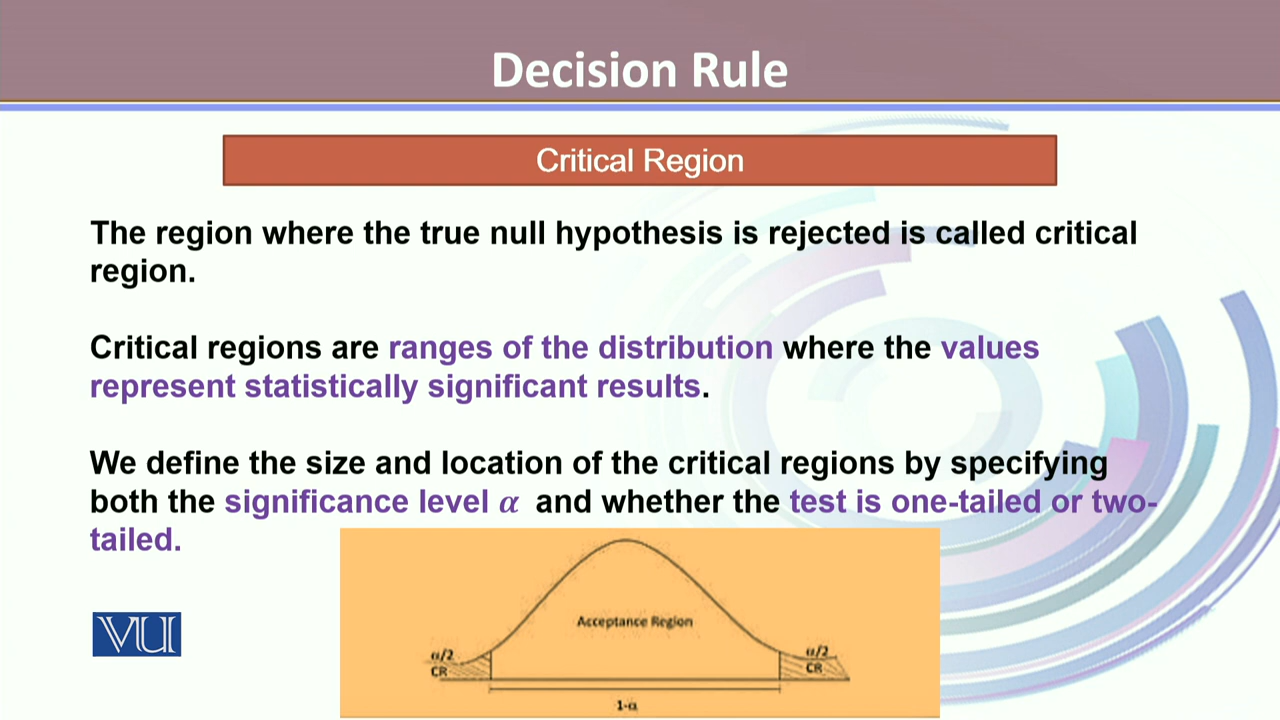 Decision Rule
Critical Region
The region where the true null hypothesis is rejected is called critical
region.
Critical regions are ranges of the distribution where the values
represent statistically significant results.
We define the size and location of the critical regions by specifying
both the significance level α and whether the test is one-tailed or two-
tailed.
Acceptance Region
α/2
CR
α/2
CR
1-α
VU